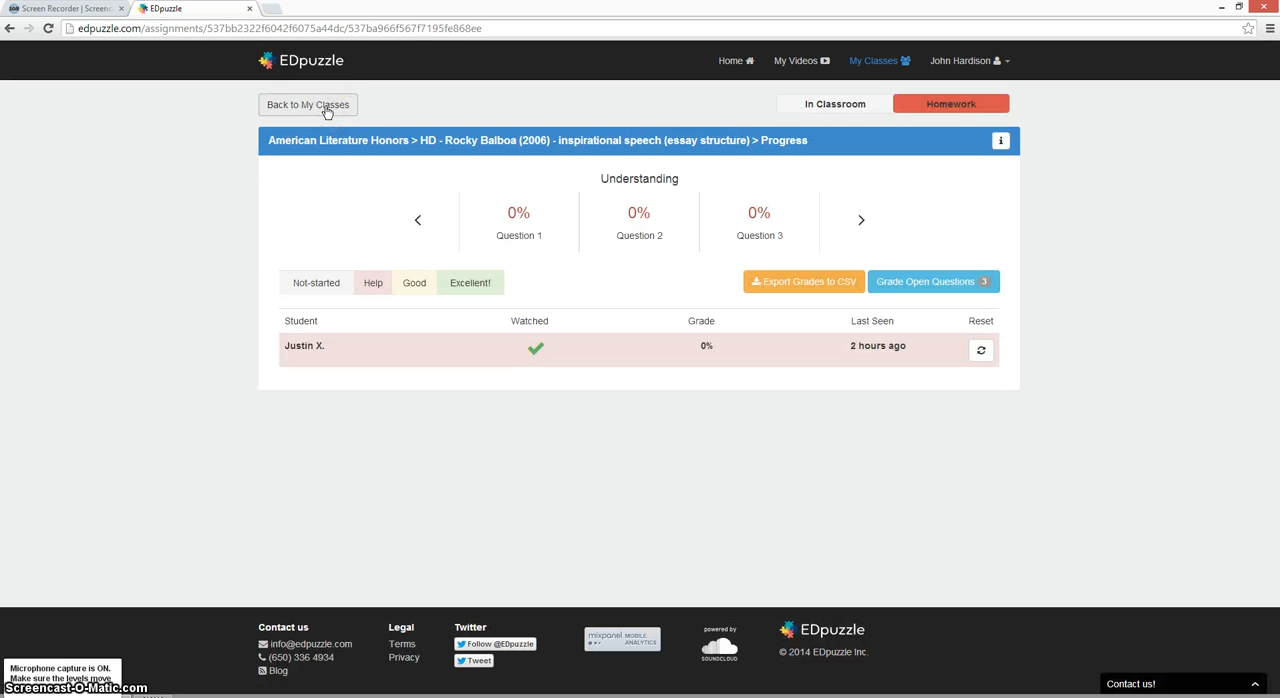 Screen Recorder | Screenc
EDpuzzle
edpuzzle.com/assignments/537bb2322f6042f6075a44dc/537ba966f567f7195fe868ee
EDpuzzle
Home
My Videos
My Classes
John Hardison
Back to My Classes
In Classroom
Homework
American Literature Honors > HD - Rocky Balboa (2006) - inspirational speech (essay structure) > Progress
i
Understanding
0%
0%
0%
Question 1
Question 2
Question 3
Not-started
Help
Good
Excellent!
Export Grades to CSV
Grade Open Questions 3
Student
Watched
Grade
Last Seen
Reset
Justin X.
0%
2 hours ago
Contact us
Legal
Twitter
info@edpuzzle.com
Terms
Follow @EDpuzzle
(650) 336 4934
Privacy
Tweet
Blog
mixpanel MOBILE
ANALYTICS
powered by
SOUNDCLOUD
EDpuzzle
© 2014 EDpuzzle Inc.
Microphone capture is ON.
Make sure the levels move
Screencast-O-Matic.com
Contact us!